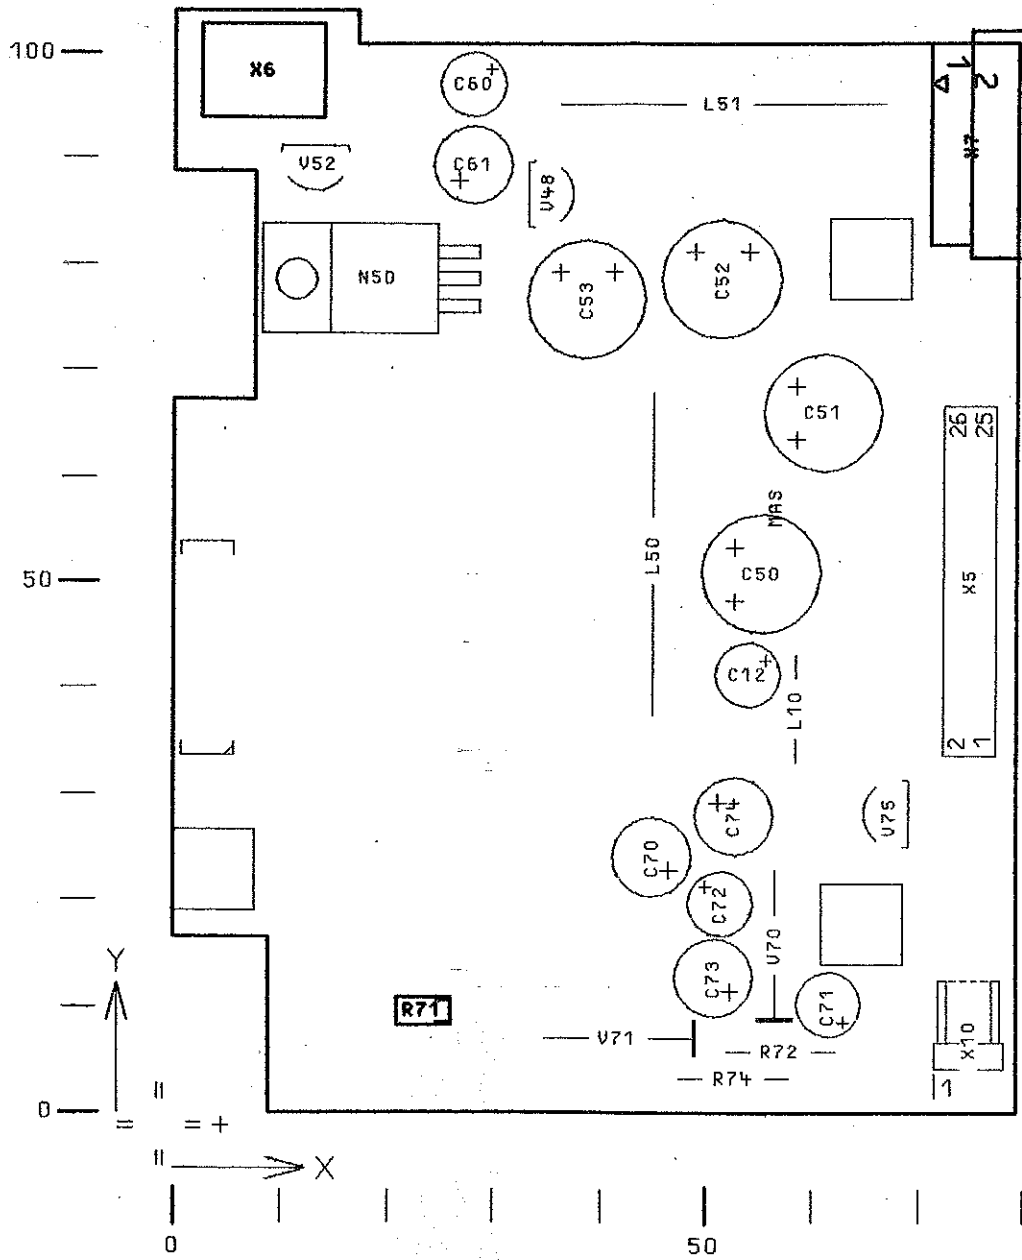 100
X6
C60
L51
1
2
X7
V52
C61
V48
N50
C53
C52
C51
26
25
MAS
L50
50
C50
X5
C12
L10
2
1
C74
V75
C70
C72
Y
V70
C73
R71
C71
V71
R72
X10
R74
1
0
=
= +
=
=
X
0
50